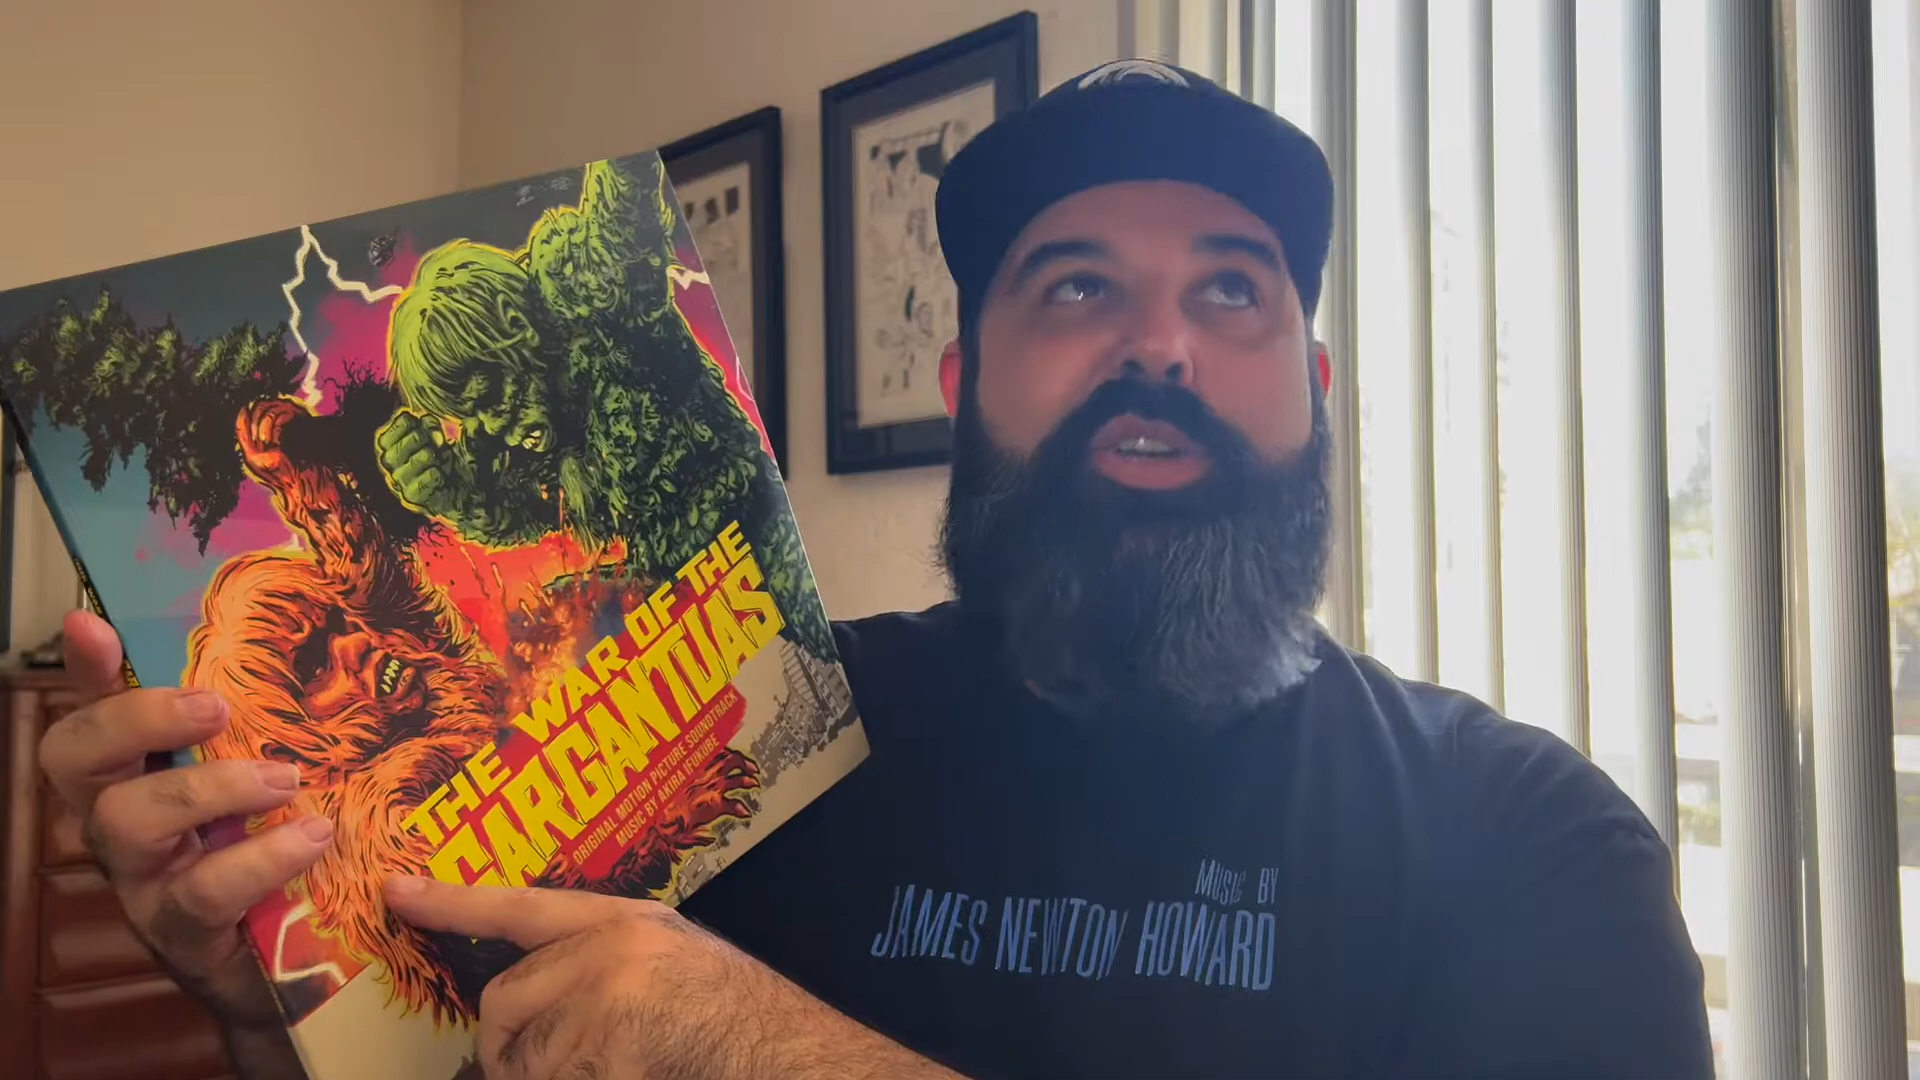 THE WAR OF THE
GARGANTUAS
ORIGINAL MOTION PICTURE SOUNDTRACK
MUSIC BY AKIRA IFUKUBE
MUSIC BY
JAMES NEWTON HOWARD